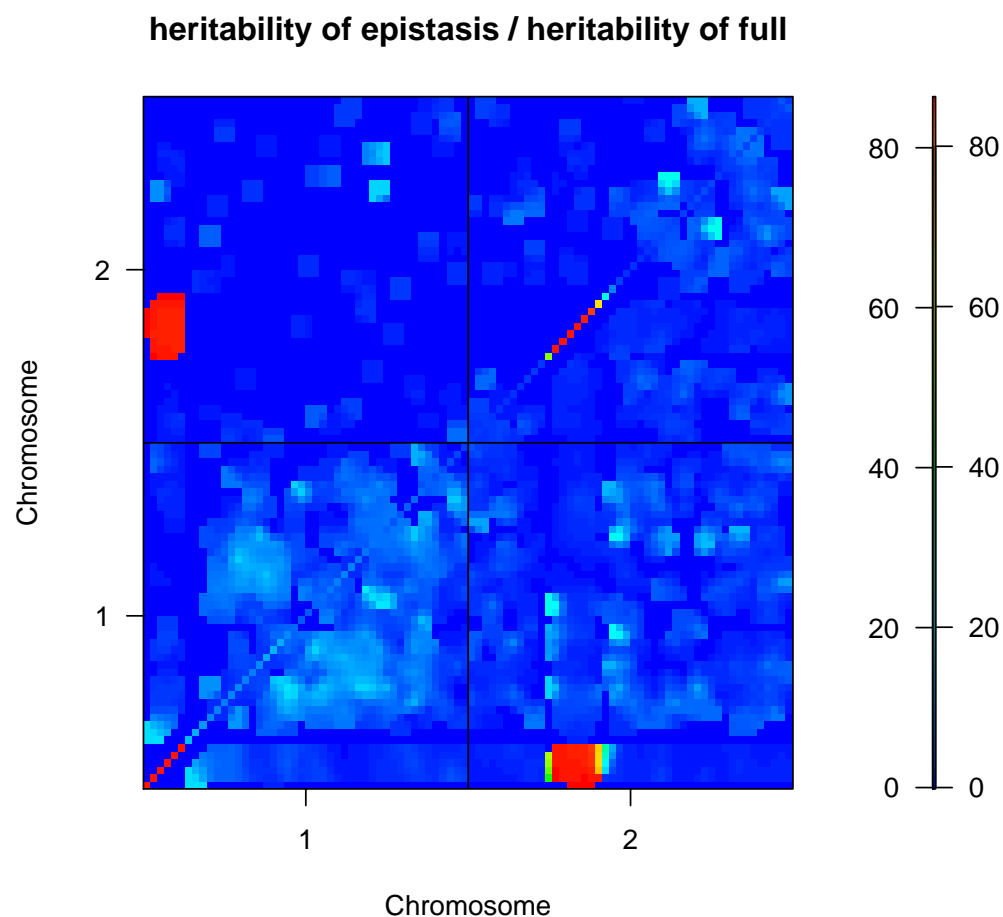 heritability of epistasis / heritability of full
80 80
60 60
2
40 40
20 20
1
0 0
1 2
Chromosome
Chromosome